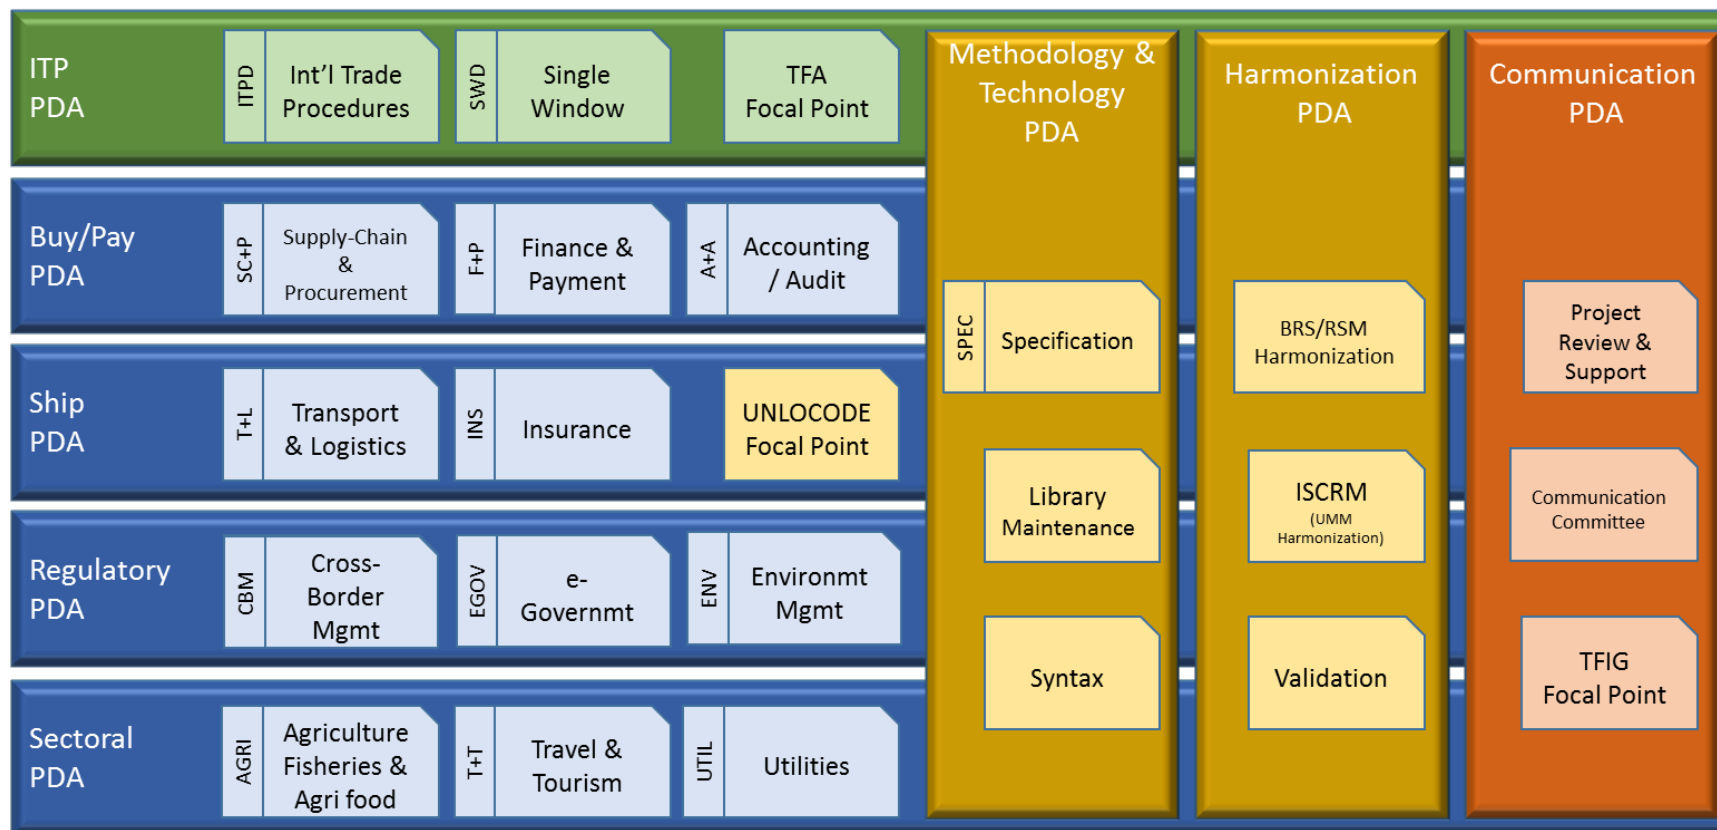 ITP
PDA
ITPD
Int’l Trade
Procedures
SWD
Single
Window
TFA
Focal Point
Methodology &
Technology
PDA
Harmonization
PDA
Communication
PDA
Buy/Pay
PDA
SC+P
Supply-Chain
&
Procurement
F+P
Finance &
Payment
A+A
Accounting
/ Audit
SPEC
Specification
BRS/RSM
Harmonization
Project
Review &
Support
Ship
PDA
T+L
Transport
& Logistics
INS
Insurance
UNLOCODE
Focal Point
Library
Maintenance
ISCRM
(UMM
Harmonization)
Communication
Committee
Regulatory
PDA
CBM
Cross-
Border
Mgmt
EGOV
e-
Governmt
ENV
Environmt
Mgmt
Syntax
Validation
TFIG
Focal Point
Sectoral
PDA
AGRI
Agriculture
Fisheries &
Agri food
T+T
Travel &
Tourism
UTIL
Utilities